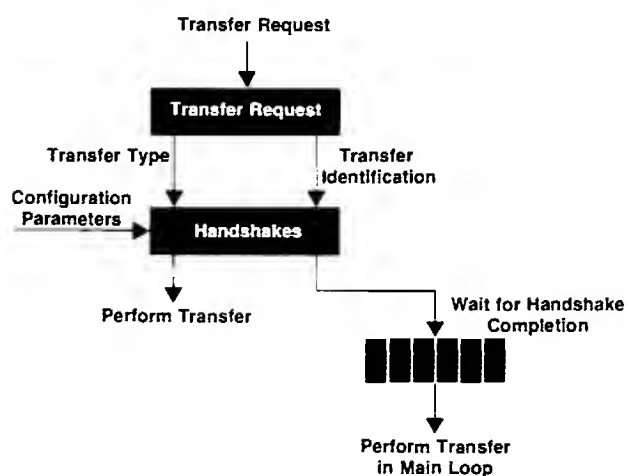 Transfer Request
Transfer Request
Transfer Type
Transfer
Identification
Configuration
Parameters
Handshakes
Perform Transfer
Wait for Handshake
Completion
Perform Transfer
in Main Loop